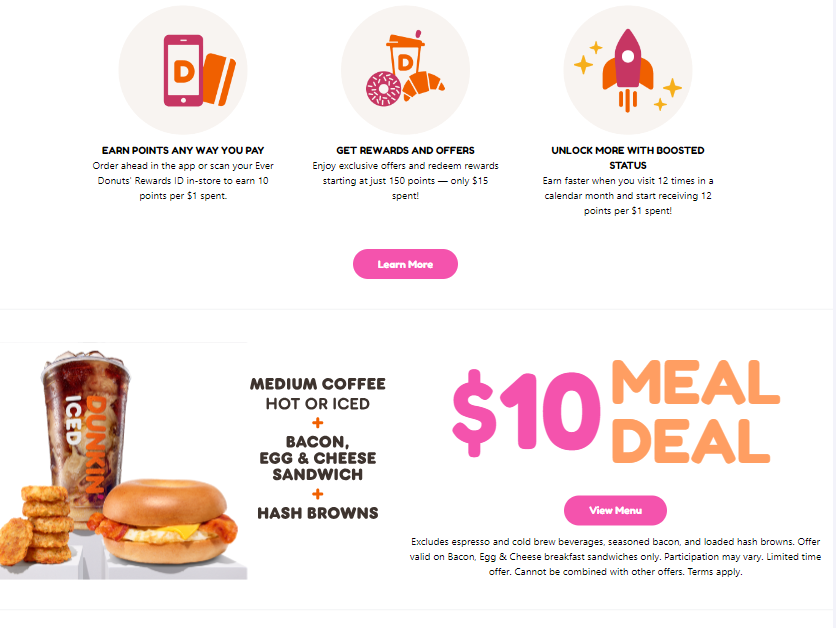 D
D
EARN POINTS ANY WAY YOU PAY
Order ahead in the app or scan your Ever
Donuts' Rewards ID in-store to earn 10
points per $1 spent.
GET REWARDS AND OFFERS
Enjoy exclusive offers and redeem rewards
starting at just 150 points — only $15
spent!
UNLOCK MORE WITH BOOSTED
STATUS
Earn faster when you visit 12 times in a
calendar month and start receiving 12
points per $1 spent!
Learn More
DUNKIN'
ICED
MEDIUM COFFEE
HOT OR ICED
+
BACON,
EGG & CHEESE
SANDWICH
+
HASH BROWNS
$10
MEAL
DEAL
View Menu
Excludes espresso and cold brew beverages, seasoned bacon, and loaded hash browns. Offer
valid on Bacon, Egg & Cheese breakfast sandwiches only. Participation may vary. Limited time
offer. Cannot be combined with other offers. Terms apply.